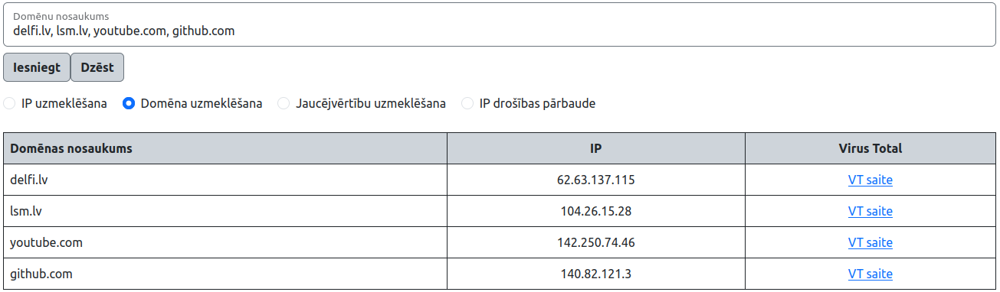 Domēnu nosaukums
delfi.lv, lsm.lv, youtube.com, github.com
Iesniegt Dzēst
IP uzmeklēšana Domēna uzmeklēšana Jaucējvērtību uzmeklēšana IP drošības pārbaude
Domēnas nosaukums IP Virus Total
delfi.lv 62.63.137.115 VT saite
lsm.lv 104.26.15.28 VT saite
youtube.com 142.250.74.46 VT saite
github.com 140.82.121.3 VT saite